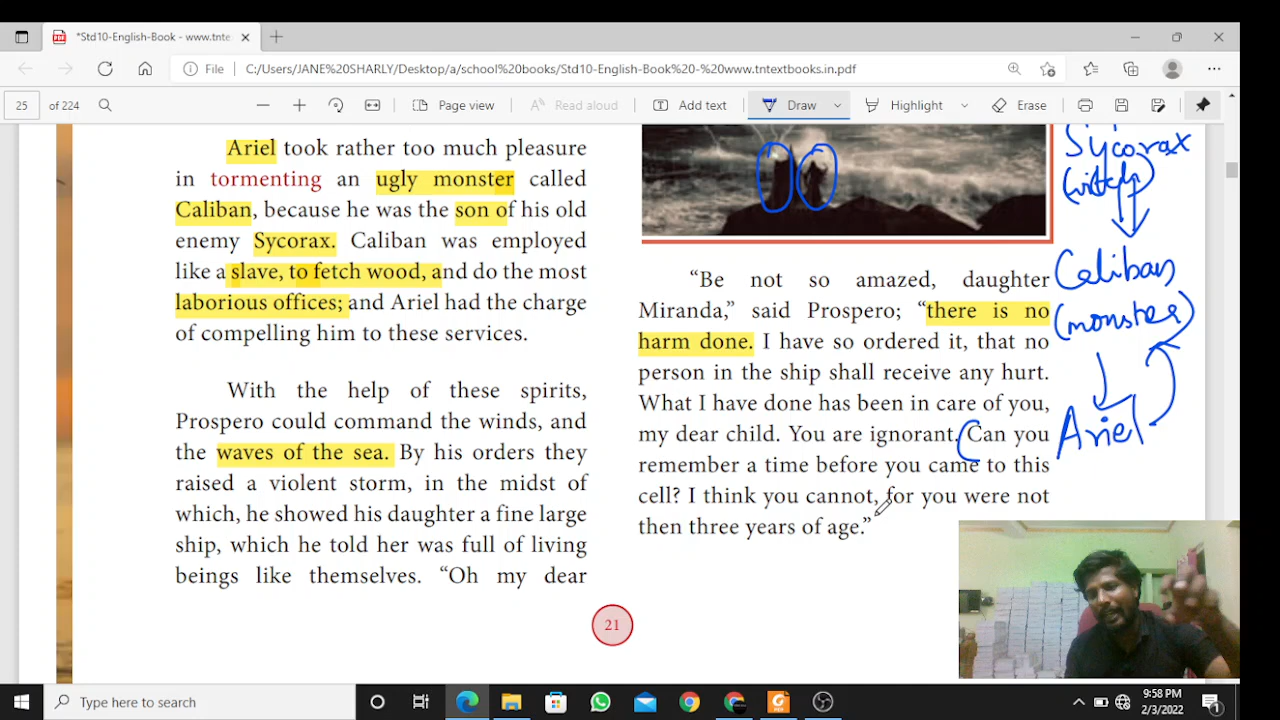 *Std10-English-Book - www.tnte
File
C:/Users/JANE%20SHARLY/Desktop/a/school%20books/Std10-English-Book%20-%20www.tntextbooks.in.pdf
25
of 224
Page view
Read aloud
Add text
Draw
Highlight
Erase
Ariel took rather too much pleasure
in tormenting an ugly monster called
Caliban, because he was the son of his old
enemy Sycorax. Caliban was employed
like a slave, to fetch wood, and do the most
laborious offices; and Ariel had the charge
of compelling him to these services.
With the help of these spirits,
Prospero could command the winds, and
the waves of the sea. By his orders they
raised a violent storm, in the midst of
which, he showed his daughter a fine large
ship, which he told her was full of living
beings like themselves. “Oh my dear
“Be not so amazed, daughter
Miranda,” said Prospero; “there is no
harm done. I have so ordered it, that no
person in the ship shall receive any hurt.
What I have done has been in care of you,
my dear child. You are ignorant. Can you
remember a time before you came to this
cell? I think you cannot, for you were not
then three years of age.”
Sycorax
(witch)
Caliban
(monster)
Ariel
21
Type here to search
9:58 PM
2/3/2022
1